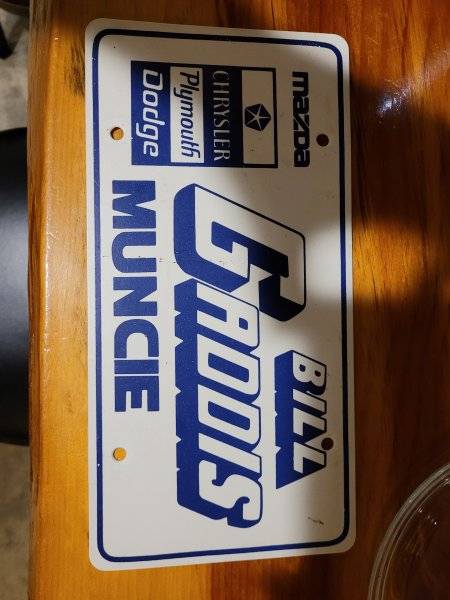 mazda
BILL
CHRYSLER
Plymouth
Dodge
GADDIS
MUNCIE